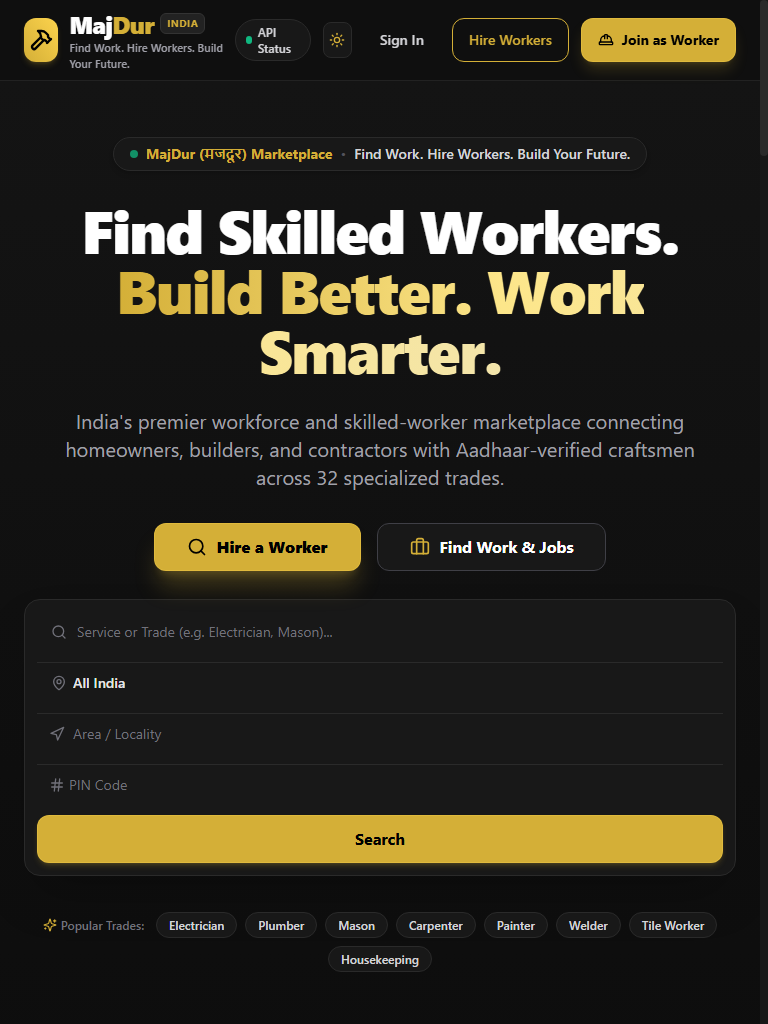 MajDur INDIA
Find Work. Hire Workers. Build
Your Future.
API
Status
Sign In
Hire Workers
Join as Worker
MajDur (मजदूर) Marketplace • Find Work. Hire Workers. Build Your Future.
Find Skilled Workers.
Build Better. Work
Smarter.
India's premier workforce and skilled-worker marketplace connecting
homeowners, builders, and contractors with Aadhaar-verified craftsmen
across 32 specialized trades.
Hire a Worker
Find Work & Jobs
Service or Trade (e.g. Electrician, Mason)...
All India
Area / Locality
# PIN Code
Search
Popular Trades: Electrician Plumber Mason Carpenter Painter Welder Tile Worker
Housekeeping